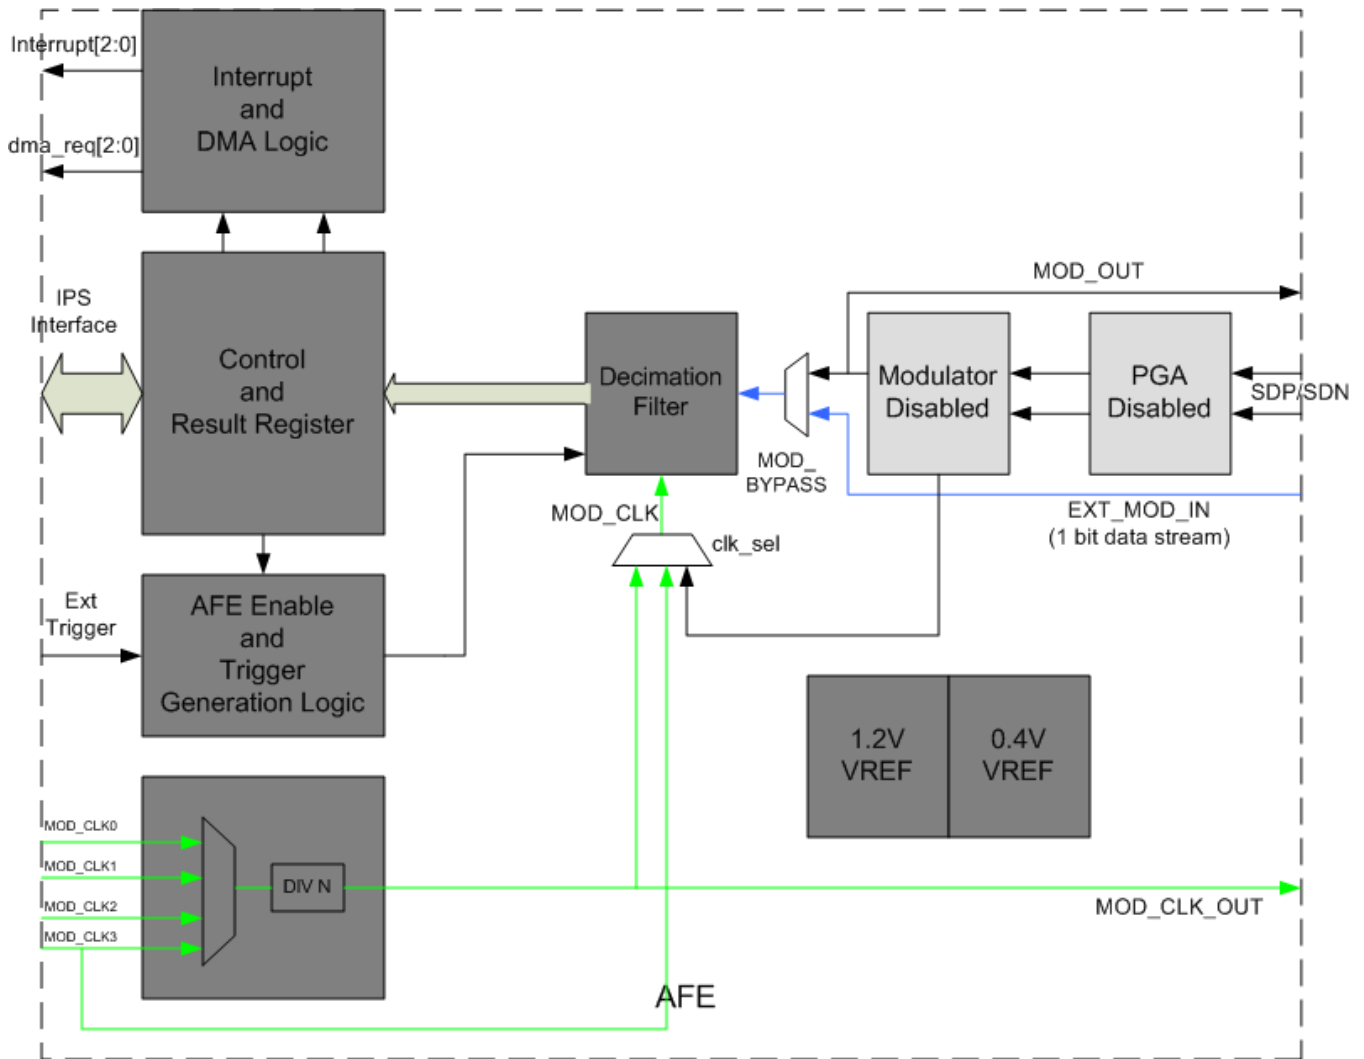 Interrupt[2:0]
dma_req[2:0]
Interrupt
and
DMA Logic
IPS
Interface
Control
and
Result Register
Decimation
Filter
MOD_OUT
Modulator
Disabled
PGA
Disabled
SDP/SDN
MOD_
BYPASS
EXT_MOD_IN
(1 bit data stream)
MOD_CLK
clk_sel
Ext
Trigger
AFE Enable
and
Trigger
Generation Logic
1.2V
VREF
0.4V
VREF
MOD_CLK0
MOD_CLK1
MOD_CLK2
MOD_CLK3
DIV N
MOD_CLK_OUT
AFE